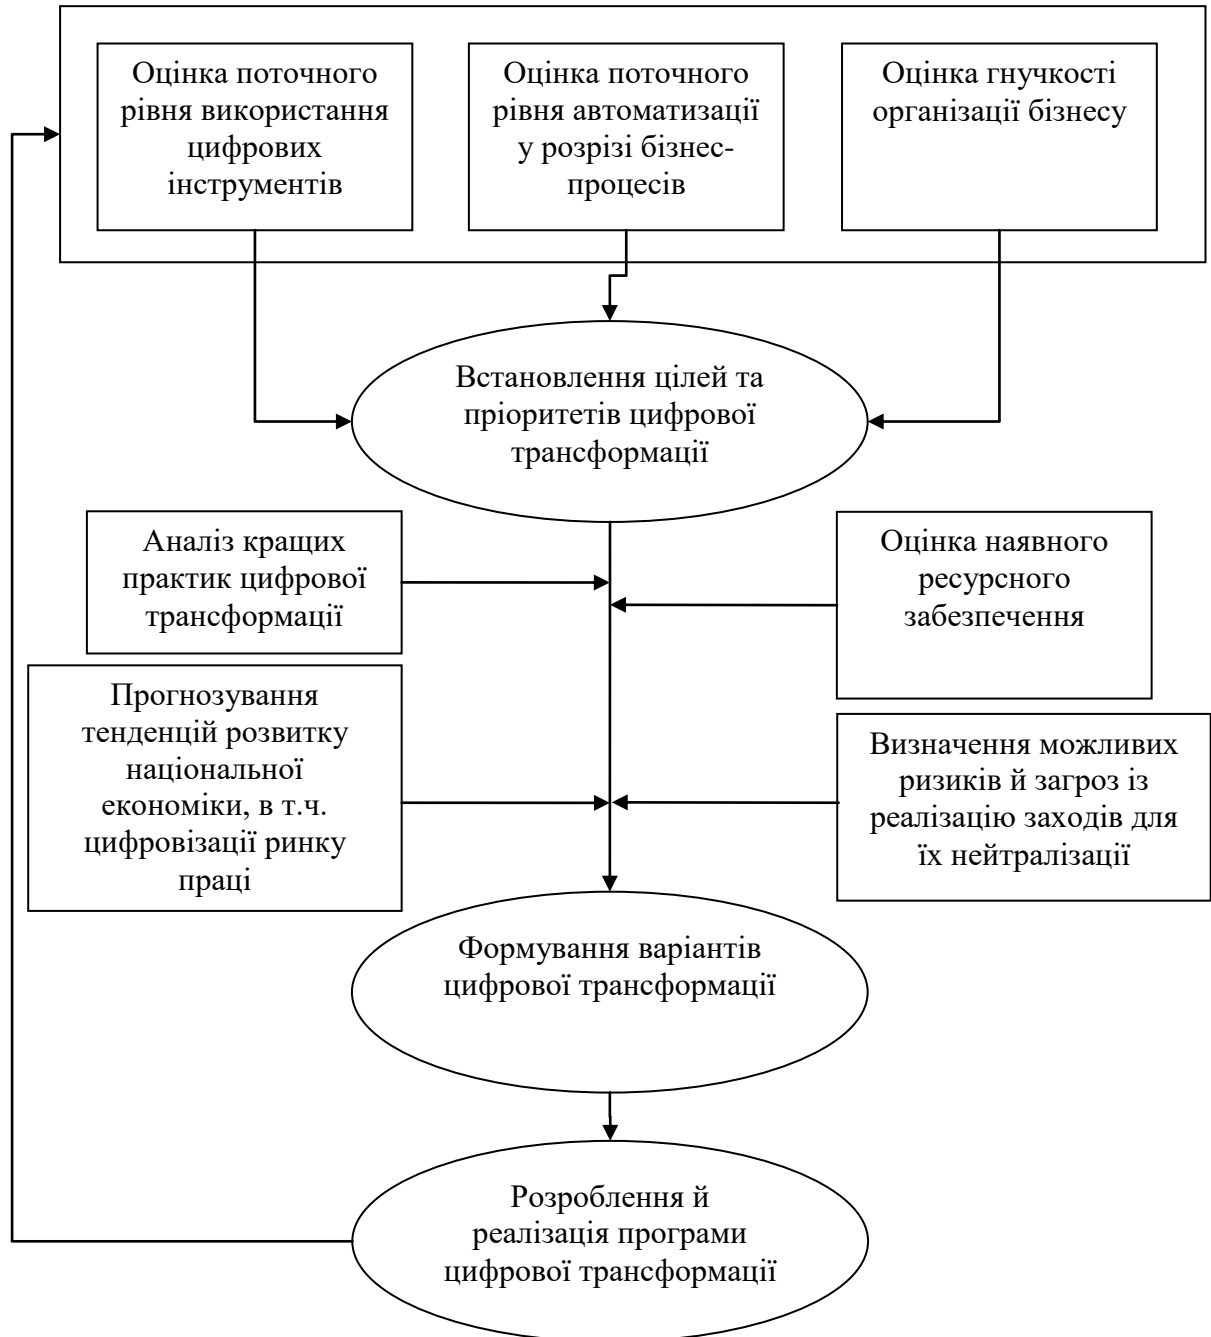 Оцінка поточного
рівня використання
цифрових
інструментів
Оцінка поточного
рівня автоматизації
у розрізі бізнес-
процесів
Оцінка гнучкості
організації бізнесу
Встановлення цілей та
пріоритетів цифрової
трансформації
Аналіз кращих
практик цифрової
трансформації
Оцінка наявного
ресурсного
забезпечення
Прогнозування
тенденцій розвитку
національної
економіки, в т.ч.
цифровізації ринку
праці
Визначення можливих
ризиків й загроз із
реалізацію заходів для
їх нейтралізації
Формування варіантів
цифрової трансформації
Розроблення й
реалізація програми
цифрової трансформації